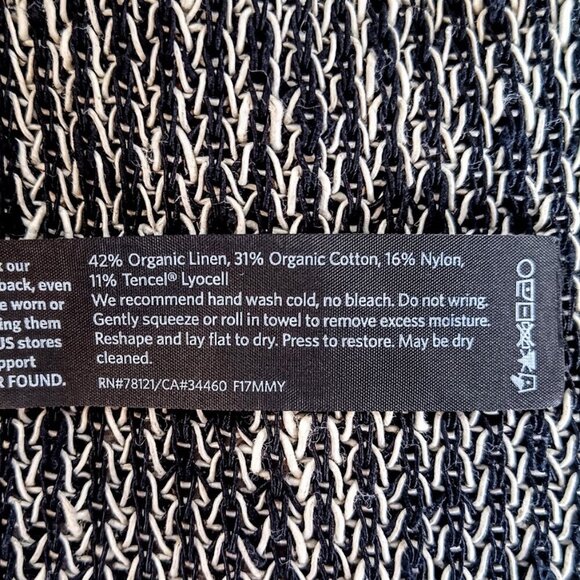 our
back, even
worn or
ing them
US stores
pport
R FOUND.
42% Organic Linen, 31% Organic Cotton, 16% Nylon,
11% Tencel® Lyocell
We recommend hand wash cold, no bleach. Do not wring.
Gently squeeze or roll in towel to remove excess moisture.
Reshape and lay flat to dry. Press to restore. May be dry
cleaned.
RN#78121/CA#34460 F17MMY